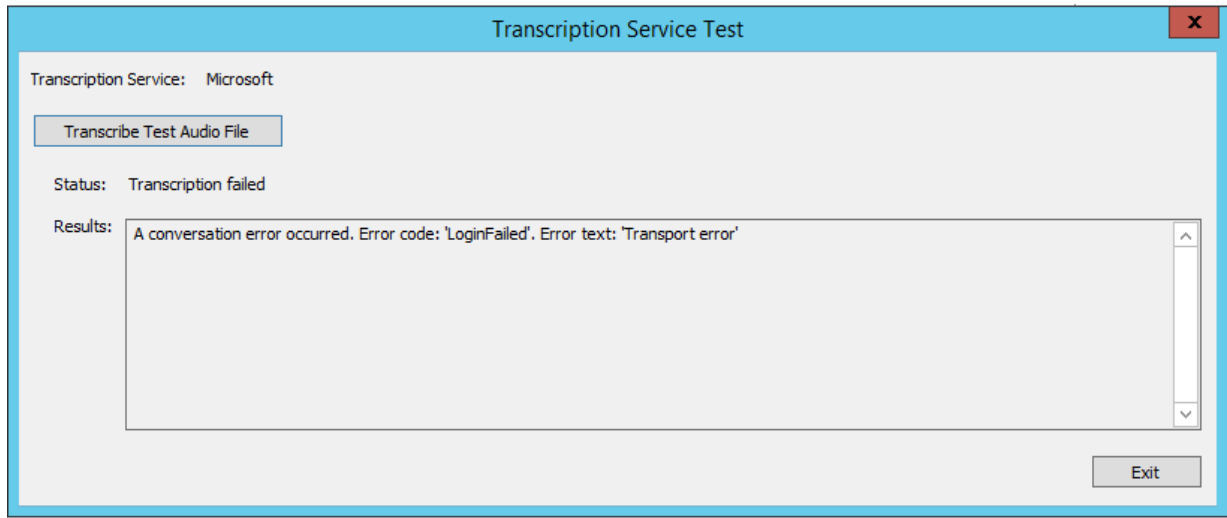 Transcription Service Test
x
Transcription Service: Microsoft
Transcribe Test Audio File
Status: Transcription failed
Results: A conversation error occurred. Error code: 'LoginFailed'. Error text: 'Transport error'
Exit